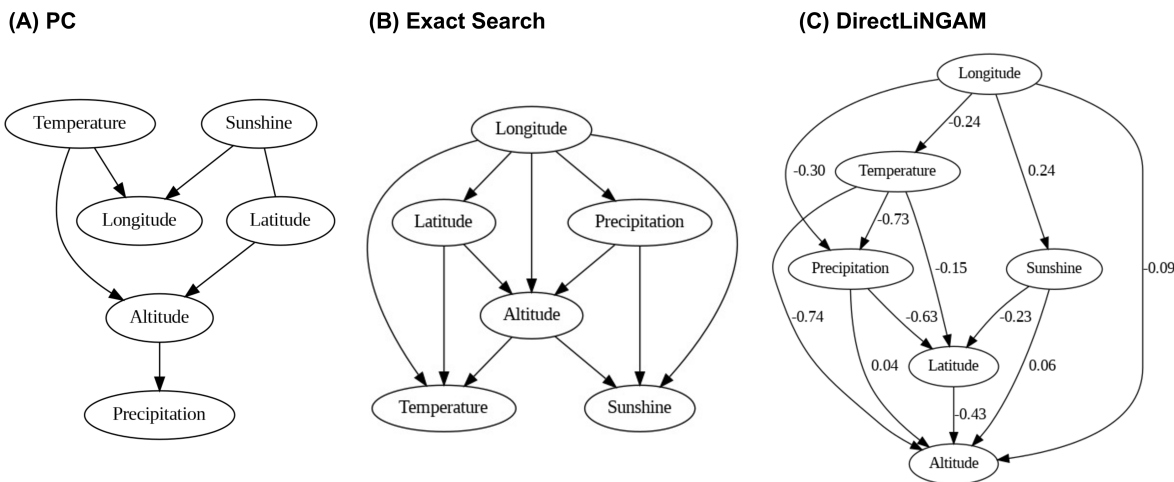 (A) PC
Temperature
Sunshine
Longitude
Latitude
Altitude
Precipitation
(B) Exact Search
Longitude
Latitude
Precipitation
Altitude
Temperature
Sunshine
(C) DirectLiNGAM
Longitude
-0.24
Temperature
-0.30
0.24
-0.73
Precipitation
-0.15
Sunshine
-0.09
-0.74
-0.63
-0.23
Latitude
0.04
0.06
-0.43
Altitude